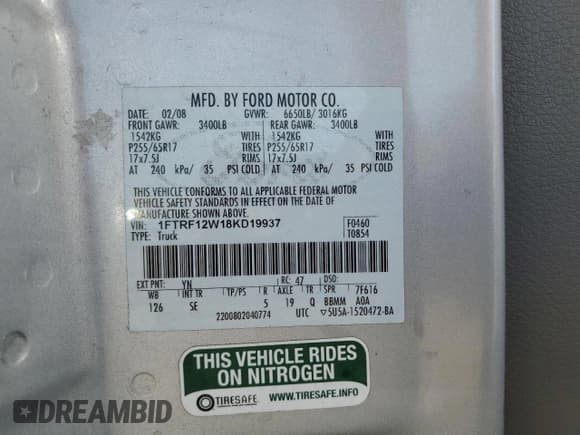 MFD. BY FORD MOTOR CO.
DATE: 02/08 GVWR: 6650LB/ 3016KG
FRONT GAWR: 3400LB REAR GAWR: 3400LB
1542KG WITH 1542KG WITH
P255/65R17 TIRES P255/65R17 TIRES
17x7.5J RIMS 17x7.5J RIMS
AT 240 kPa/ 35 PSI COLD AT 240 kPa/ 35 PSI COLD
THIS VEHICLE CONFORMS TO ALL APPLICABLE FEDERAL MOTOR
VEHICLE SAFETY STANDARDS IN EFFECT ON THE DATE OF
MANUFACTURE SHOWN ABOVE.
VIN: 1FTRF12W18KD19937 F0460
TYPE: Truck T0854
EXT PNT: YN RC: 47 DSO:
WB INT TR TP/PS R AXLE TR SPR 7F616
126 SE 5 19 Q BBMM AOA
2200802040774 UTC ▽5U5A-1520472-BA
THIS VEHICLE RIDES
ON NITROGEN
TIRESAFE WWW.TIRESAFE.INFO
DREAMBID